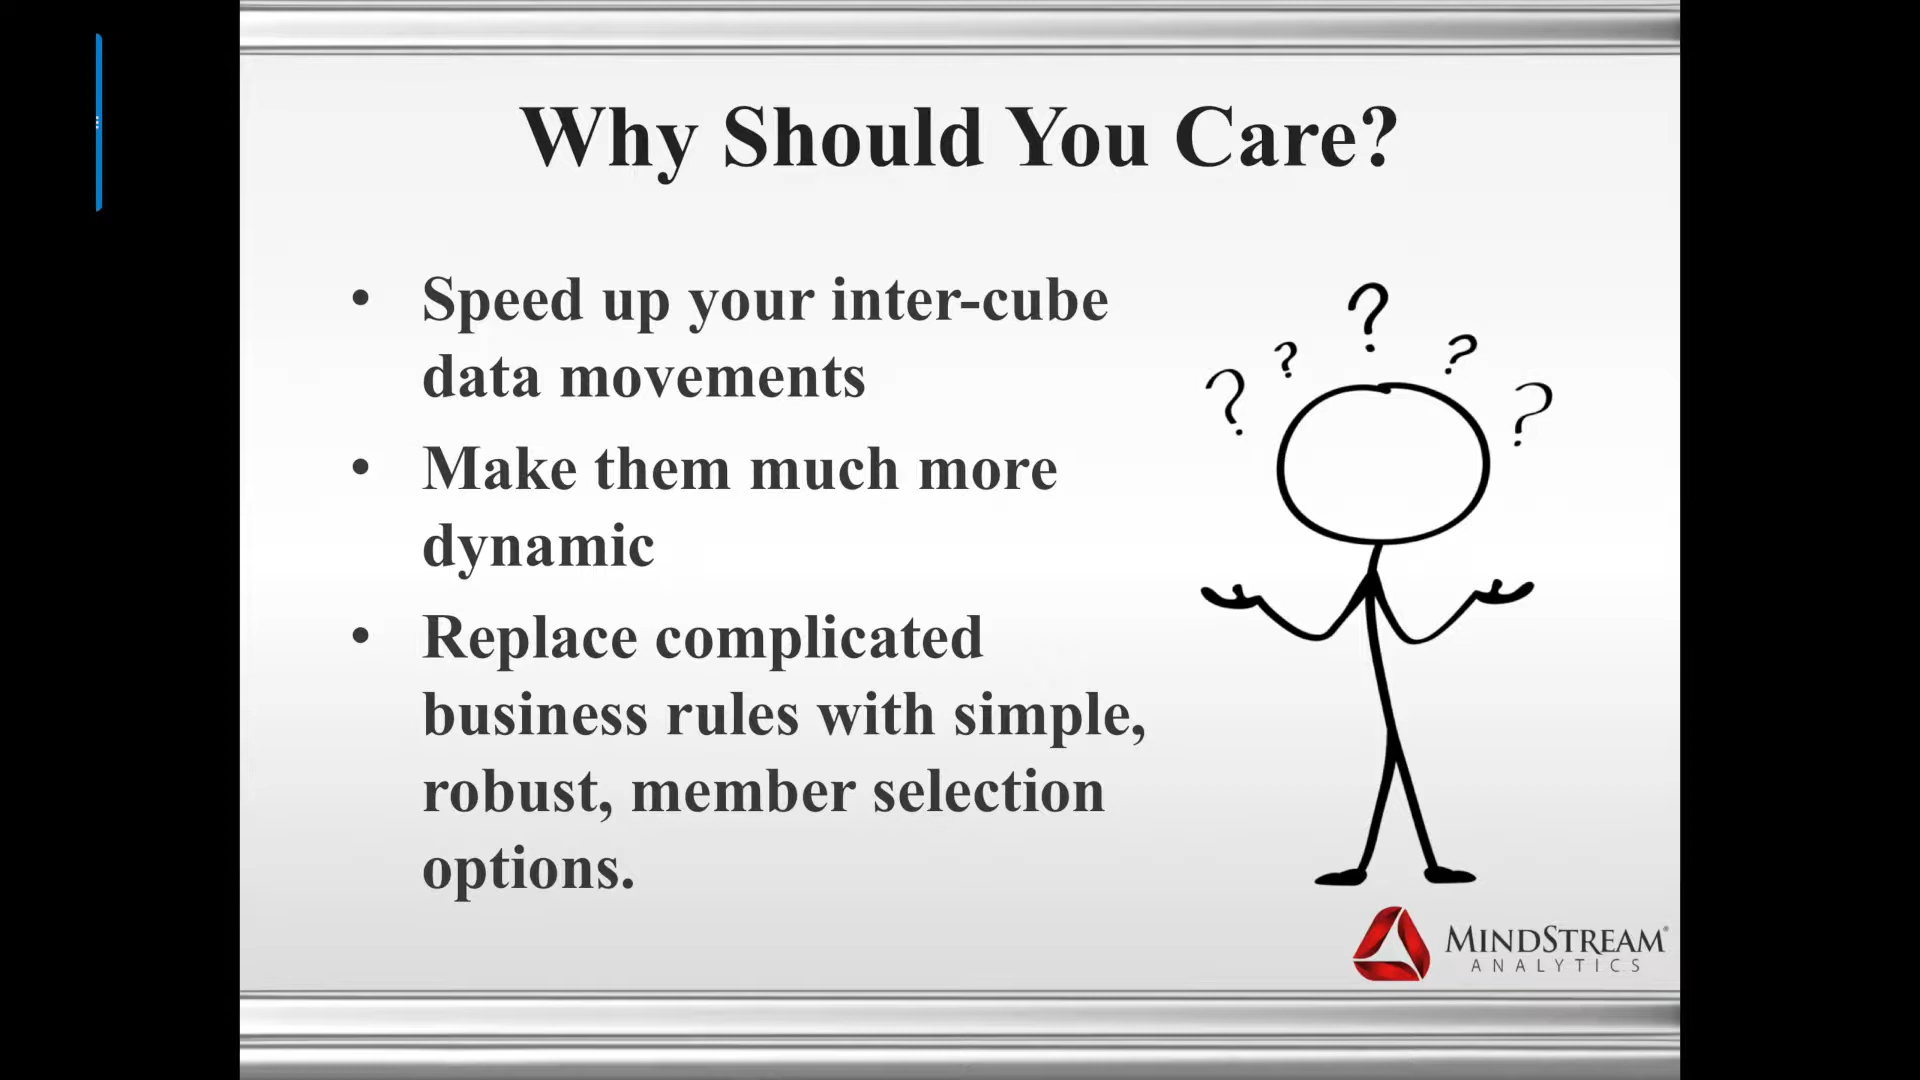 Why Should You Care?
• Speed up your inter-cube
data movements
• Make them much more
dynamic
• Replace complicated
business rules with simple,
robust, member selection
options.
? ? ? ? ?
MINDSTREAM®
ANALYTICS